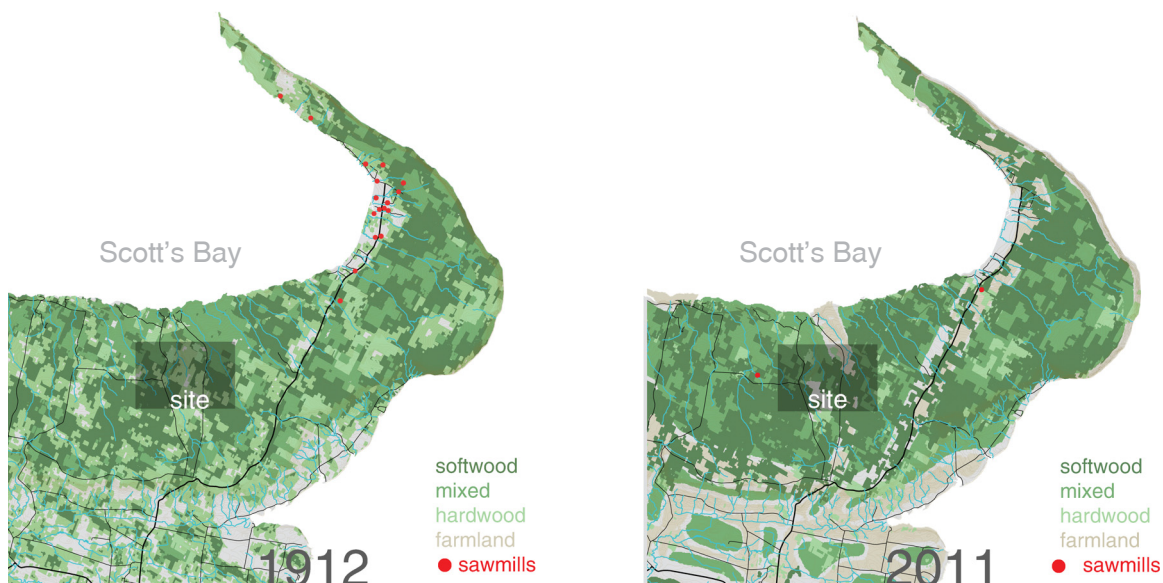 Scott's Bay
site
softwood
mixed
hardwood
farmland
sawmills
1912
Scott's Bay
site
softwood
mixed
hardwood
farmland
sawmills
2011